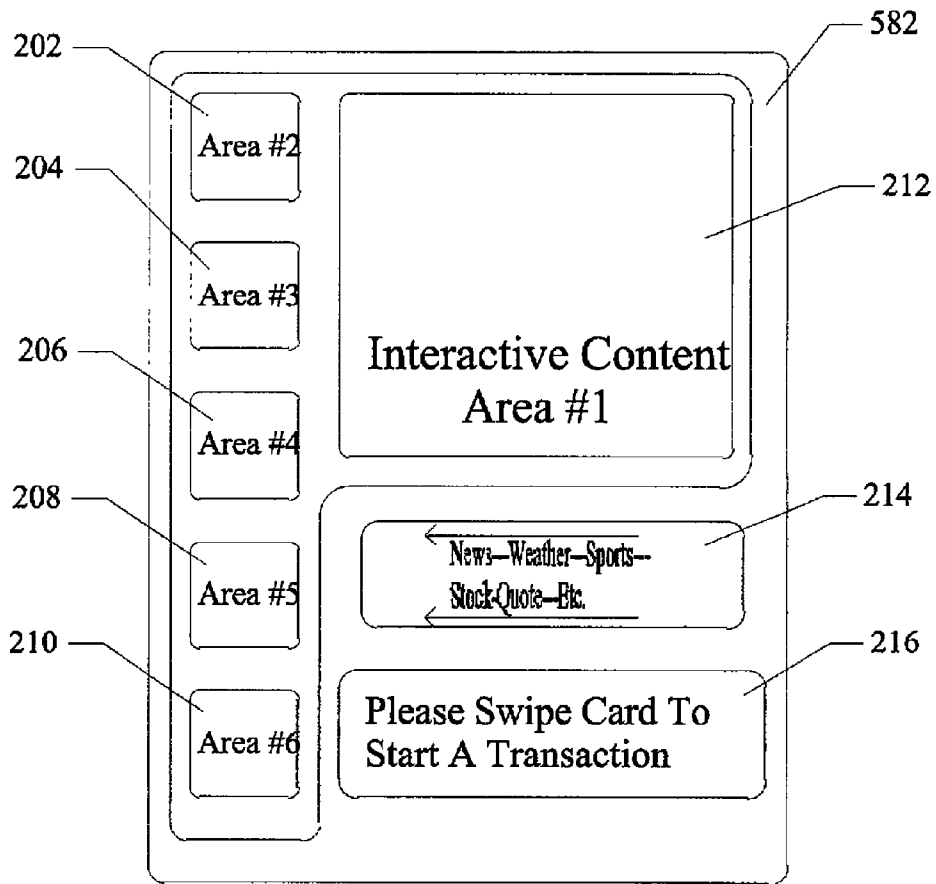 202
582
Area #2
204
212
Area #3
206
Interactive Content
Area #1
Area #4
208
214
News---Weather---Sports---
Stock-Quote---Etc.
Area #5
210
216
Please Swipe Card To
Start A Transaction
Area #6